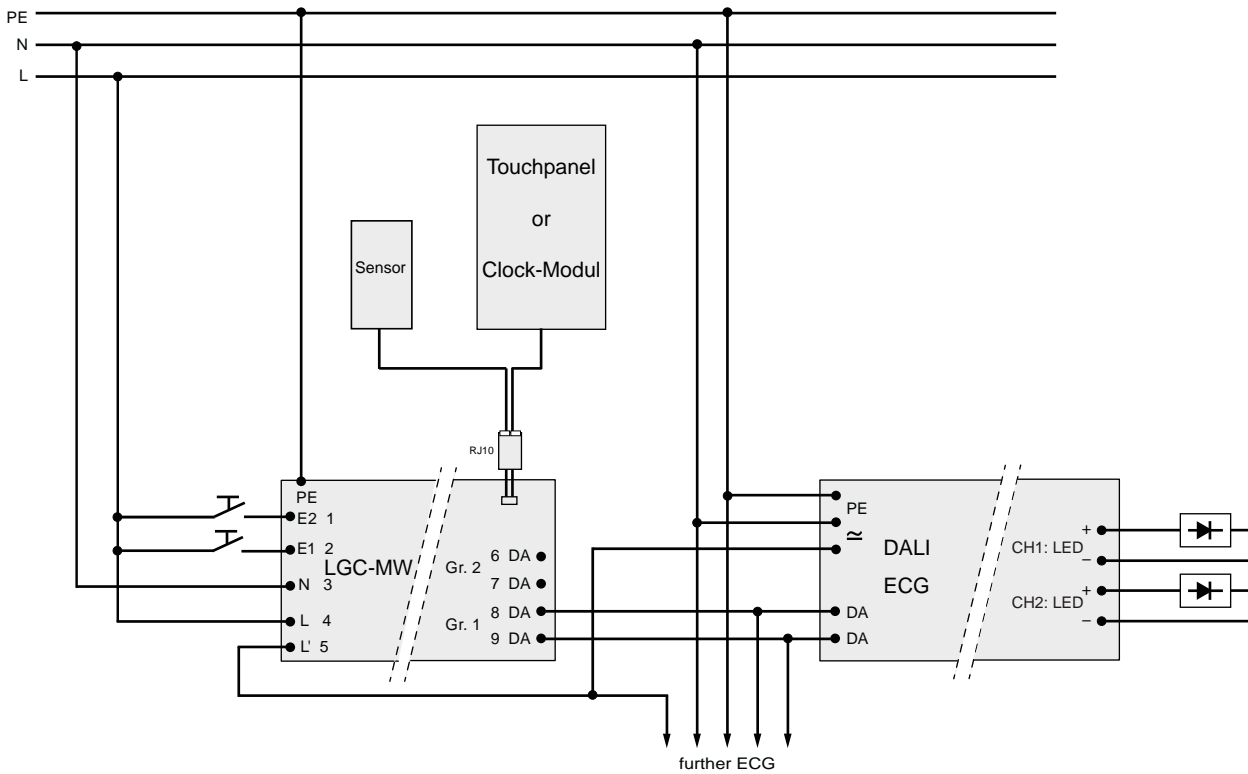 PE
N
L
Touchpanel
or
Clock-Modul
Sensor
RJ10
PE
E2 1
E1 2
N 3
L 4
L' 5
LGC-MW
Gr. 2
Gr. 1
6 DA
7 DA
8 DA
9 DA
PE
≃
DALI
ECG
DA
DA
+
CH1: LED
–
+
CH2: LED
–
further ECG